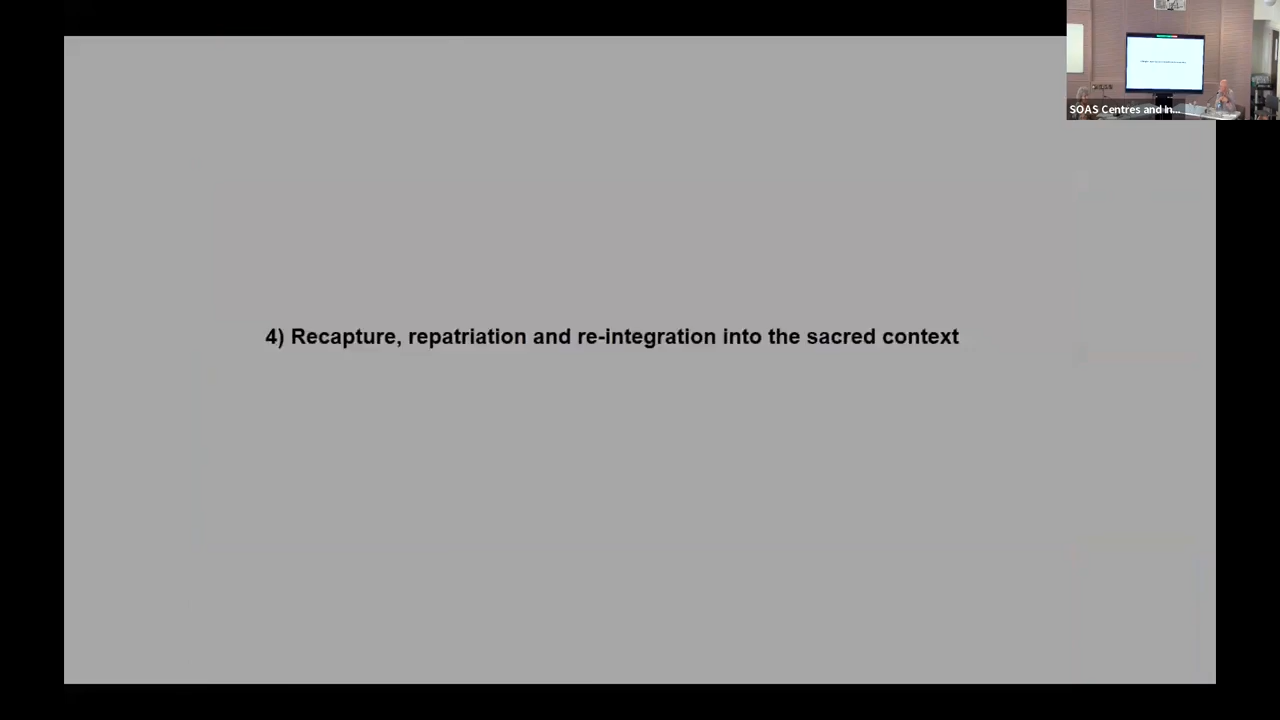 4) Recapture, repatriation and re-integration into the sacred context
SOAS Centres and In...